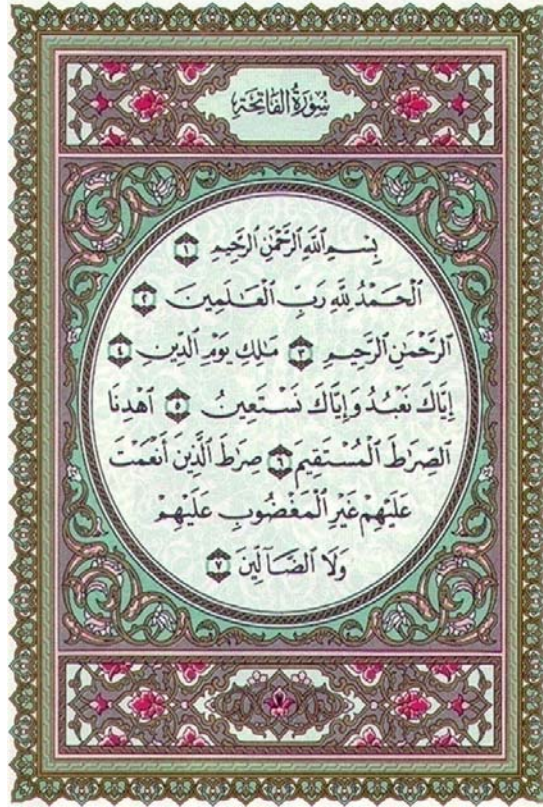 سُورَةُ الْفَاتِحَةِ
بِسْمِ ٱللَّهِ ٱلرَّحْمَٰنِ ٱلرَّحِيمِ ١
ٱلْحَمْدُ لِلَّهِ رَبِّ ٱلْعَٰلَمِينَ ٢
ٱلرَّحْمَٰنِ ٱلرَّحِيمِ ٣ مَٰلِكِ يَوْمِ ٱلدِّينِ ٤
إِيَّاكَ نَعْبُدُ وَإِيَّاكَ نَسْتَعِينُ ٥ ٱهْدِنَا
ٱلصِّرَٰطَ ٱلْمُسْتَقِيمَ ٦ صِرَٰطَ ٱلَّذِينَ أَنْعَمْتَ
عَلَيْهِمْ غَيْرِ ٱلْمَغْضُوبِ عَلَيْهِمْ
وَلَا ٱلضَّآلِّينَ ٧